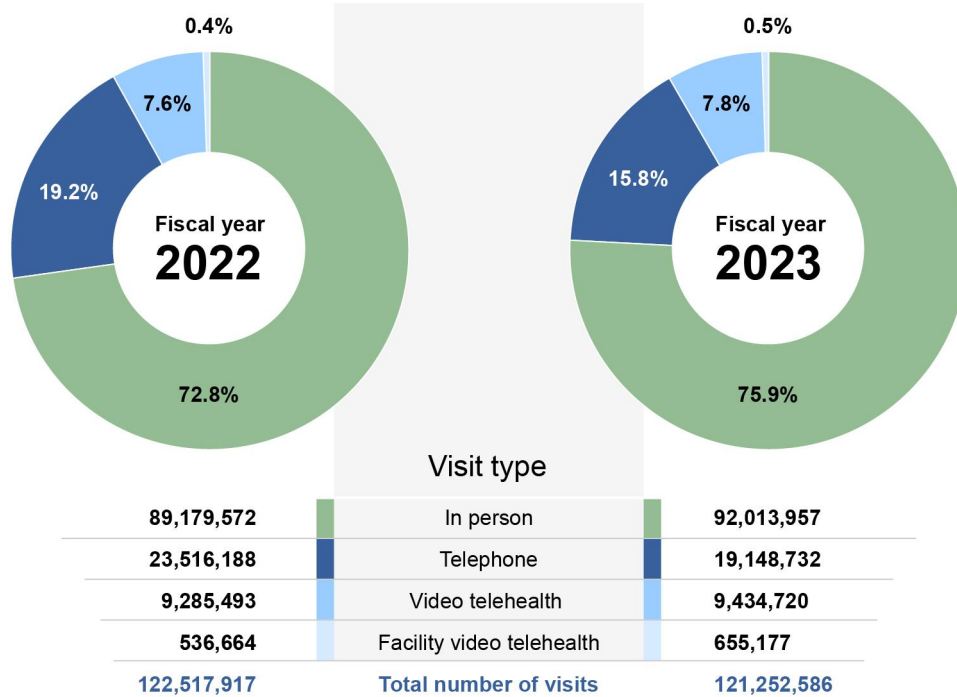 0.4%
0.5%
7.6%
7.8%
19.2%
15.8%
Fiscal year
2022
Fiscal year
2023
72.8%
75.9%
Visit type
89,179,572 In person 92,013,957
23,516,188 Telephone 19,148,732
9,285,493 Video telehealth 9,434,720
536,664 Facility video telehealth 655,177
122,517,917 Total number of visits 121,252,586